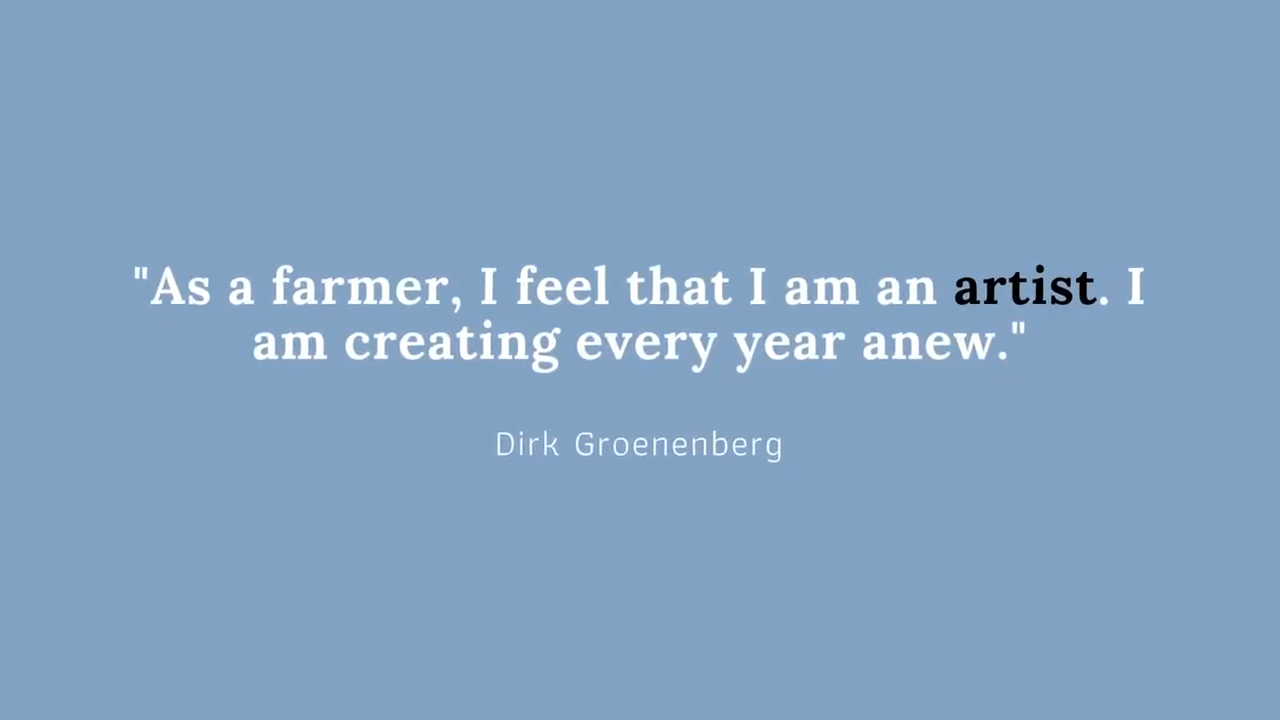 "As a farmer, I feel that I am an artist. I
am creating every year anew."
Dirk Groenenberg